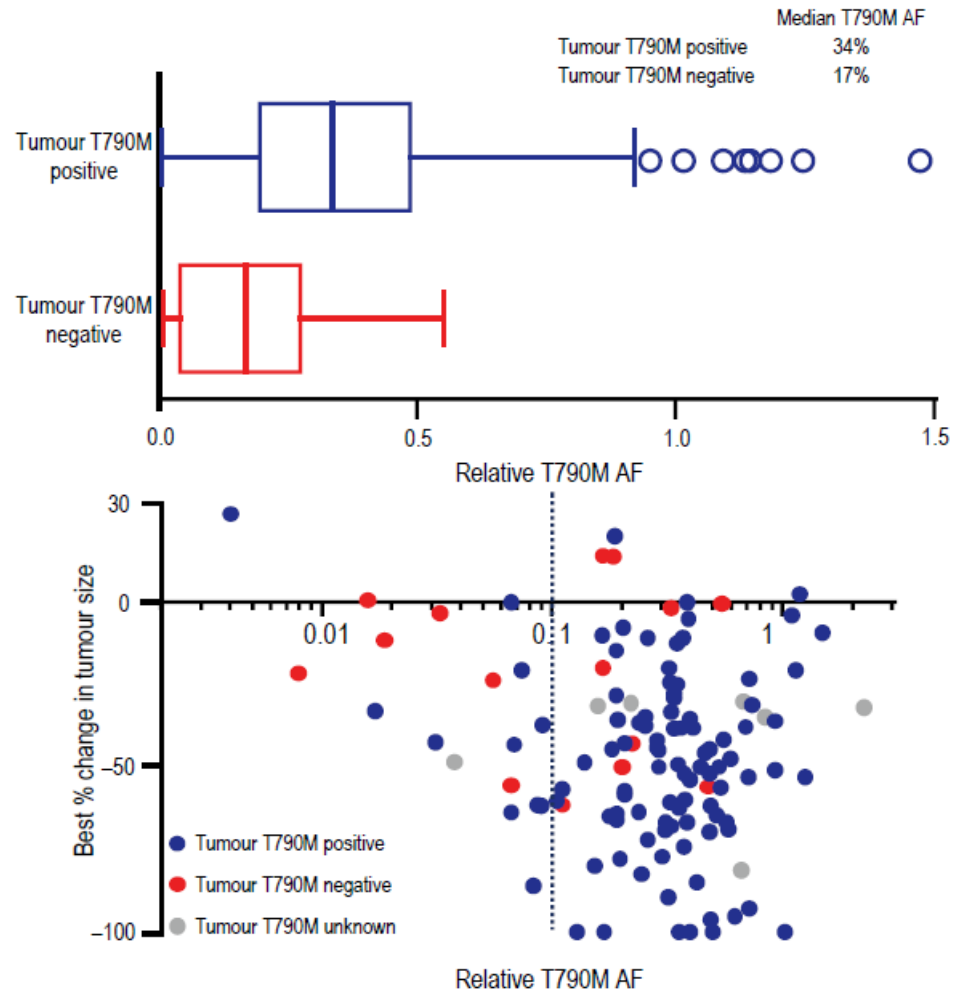 Median T790M AF
Tumour T790M positive 34%
Tumour T790M negative 17%
Tumour T790M
positive
Tumour T790M
negative
0.0 0.5 1.0 1.5
Relative T790M AF
Best % change in tumour size
30
0
0.01 0.1 1
–50
–100
Tumour T790M positive
Tumour T790M negative
Tumour T790M unknown
Relative T790M AF